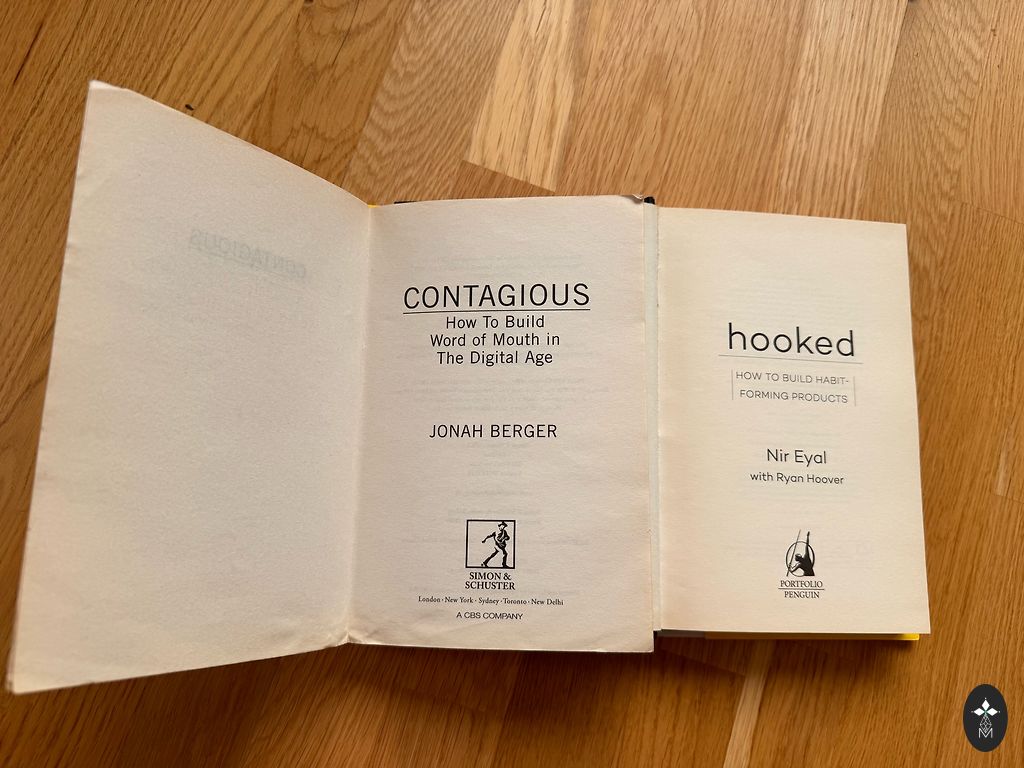 CONTAGIOUS
CONTAGIOUS
How To Build
Word of Mouth in
The Digital Age
JONAH BERGER
SIMON &
SCHUSTER
London · New York · Sydney · Toronto · New Delhi
A CBS COMPANY
hooked
HOW TO BUILD HABIT-
FORMING PRODUCTS
Nir Eyal
with Ryan Hoover
PORTFOLIO
PENGUIN
M